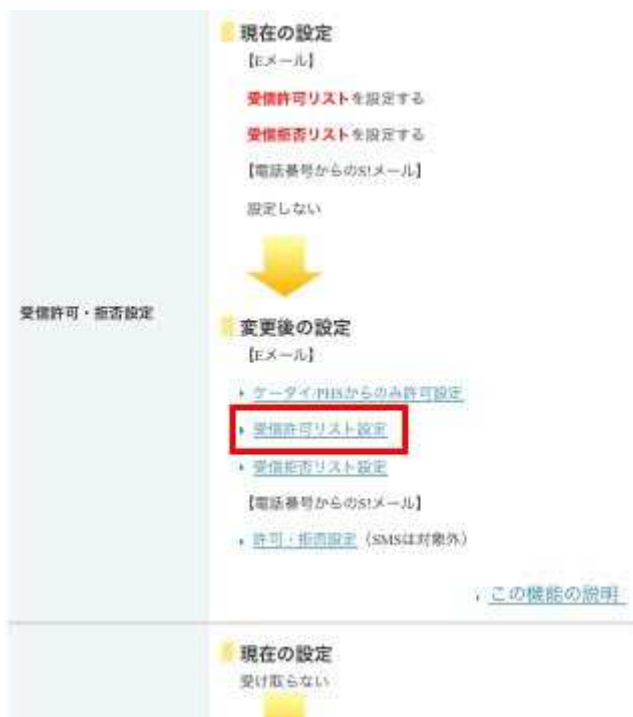 現在の設定
【Eメール】
受信許可リストを設定する
受信拒否リストを設定する
【電話番号からのS!メール】
設定しない
受信許可・拒否設定
変更後の設定
【Eメール】
ケータイ/PHSからのみ許可設定
受信許可リスト設定
受信拒否リスト設定
【電話番号からのS!メール】
許可・拒否設定（SMSは対象外）
この機能の説明
現在の設定
受け取らない